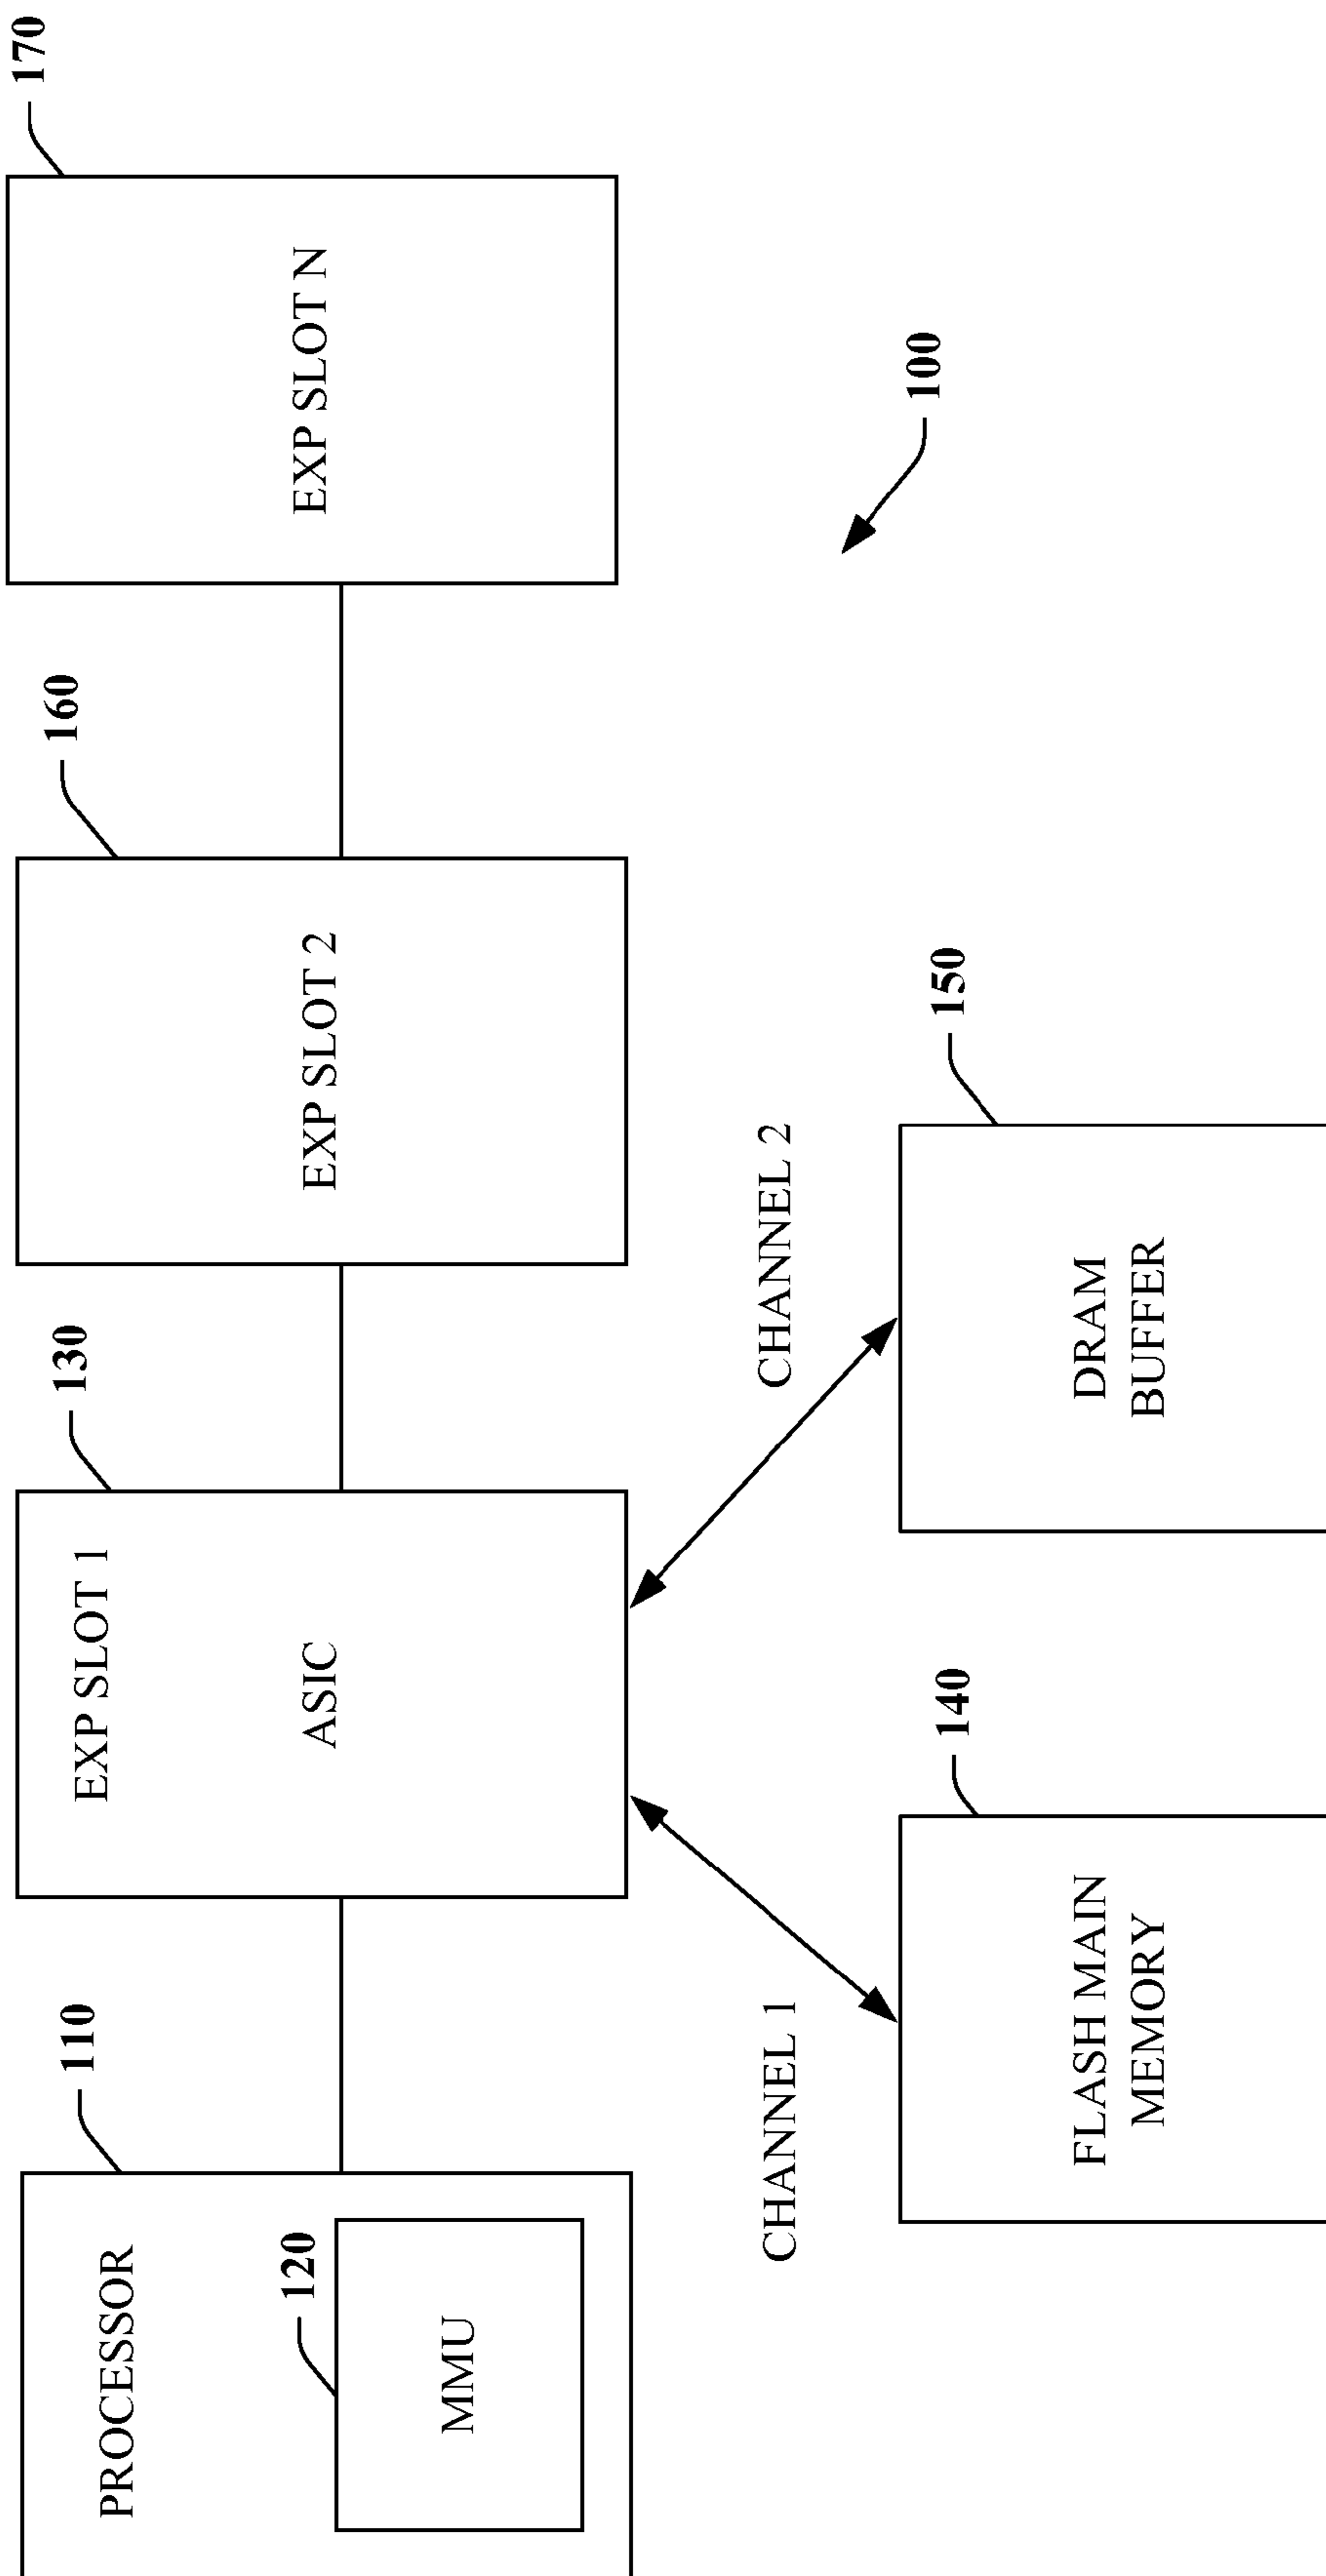 110
PROCESSOR
120
MMU
130
EXP SLOT 1
ASIC
160
EXP SLOT 2
170
EXP SLOT N
CHANNEL 1
CHANNEL 2
100
140
FLASH MAIN
MEMORY
150
DRAM
BUFFER